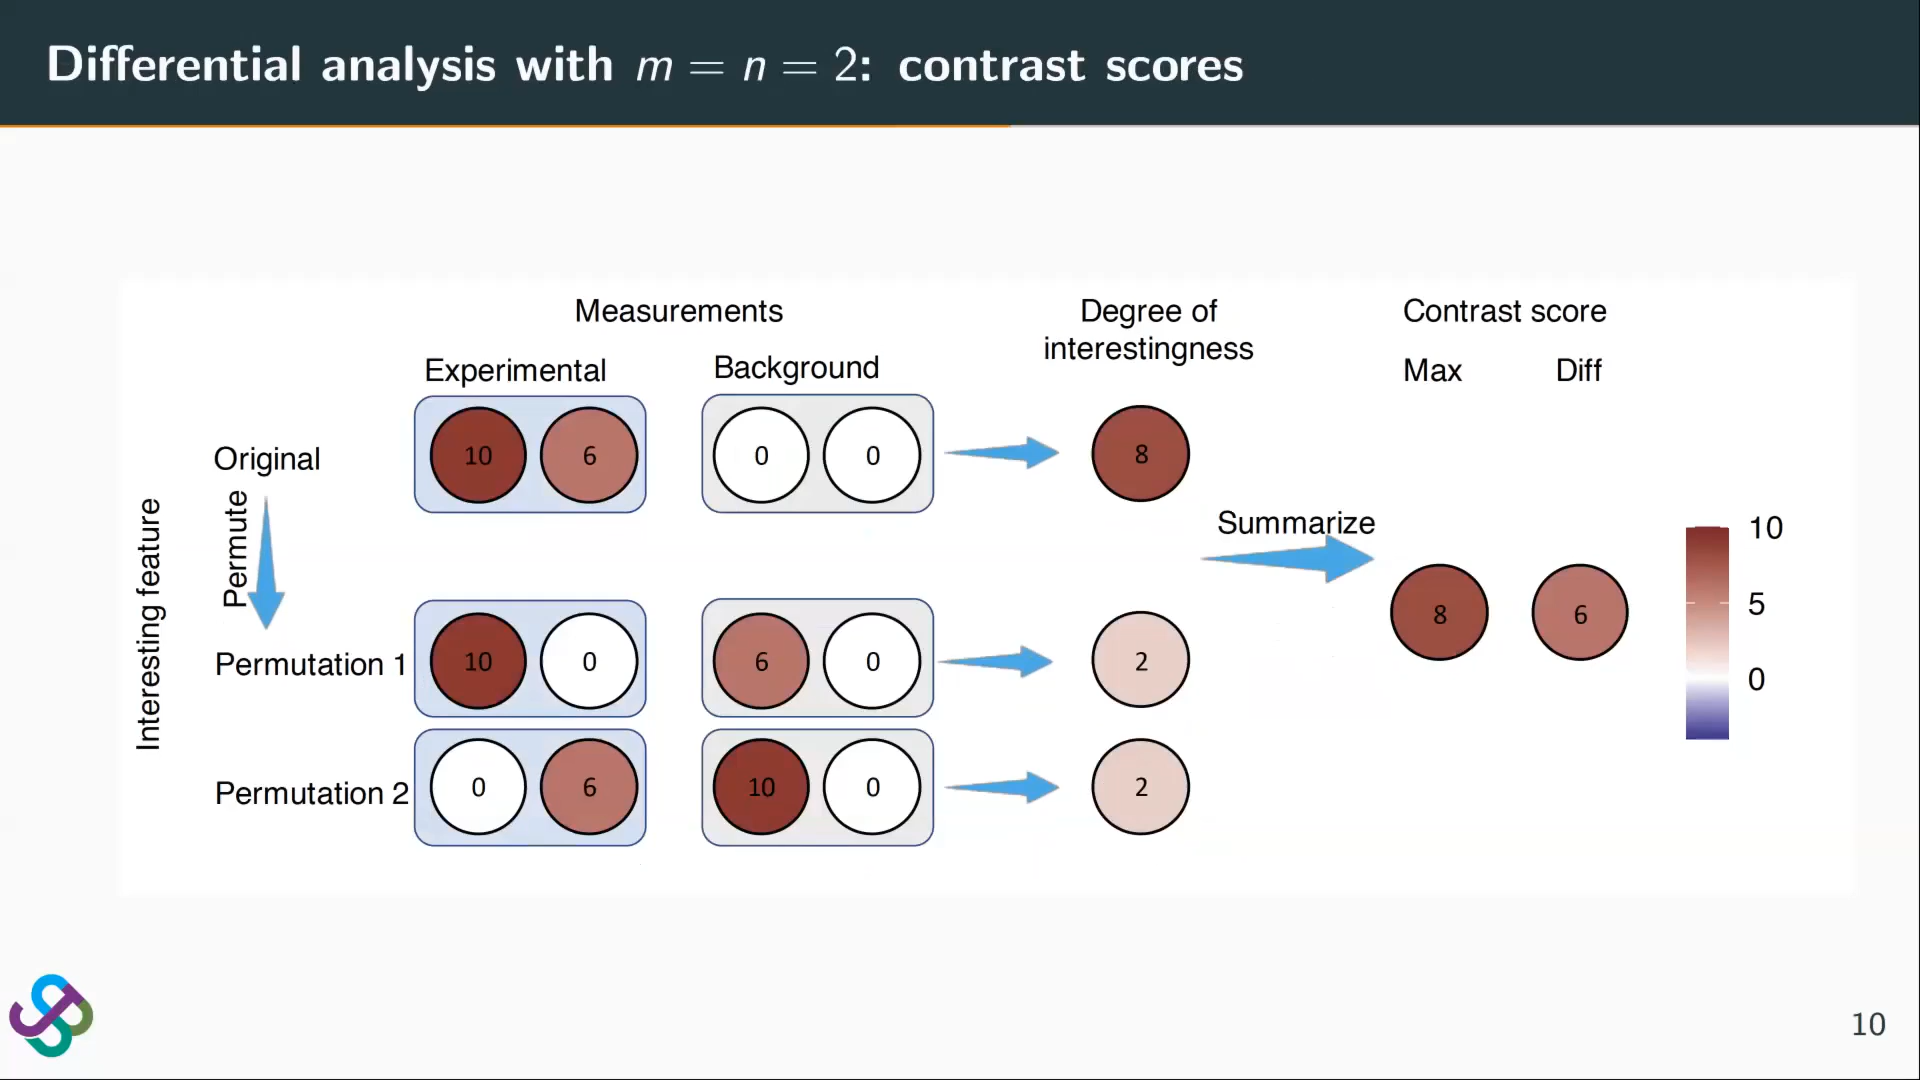 Differential analysis with m = n = 2: contrast scores
Measurements
Degree of
interestingness
Contrast score
Experimental
Background
Max
Diff
Interesting feature
Original
10 6 0 0 8
Permute
Summarize
8 6
Permutation 1
10 0 6 0 2
Permutation 2
0 6 10 0 2
10
5
0
10